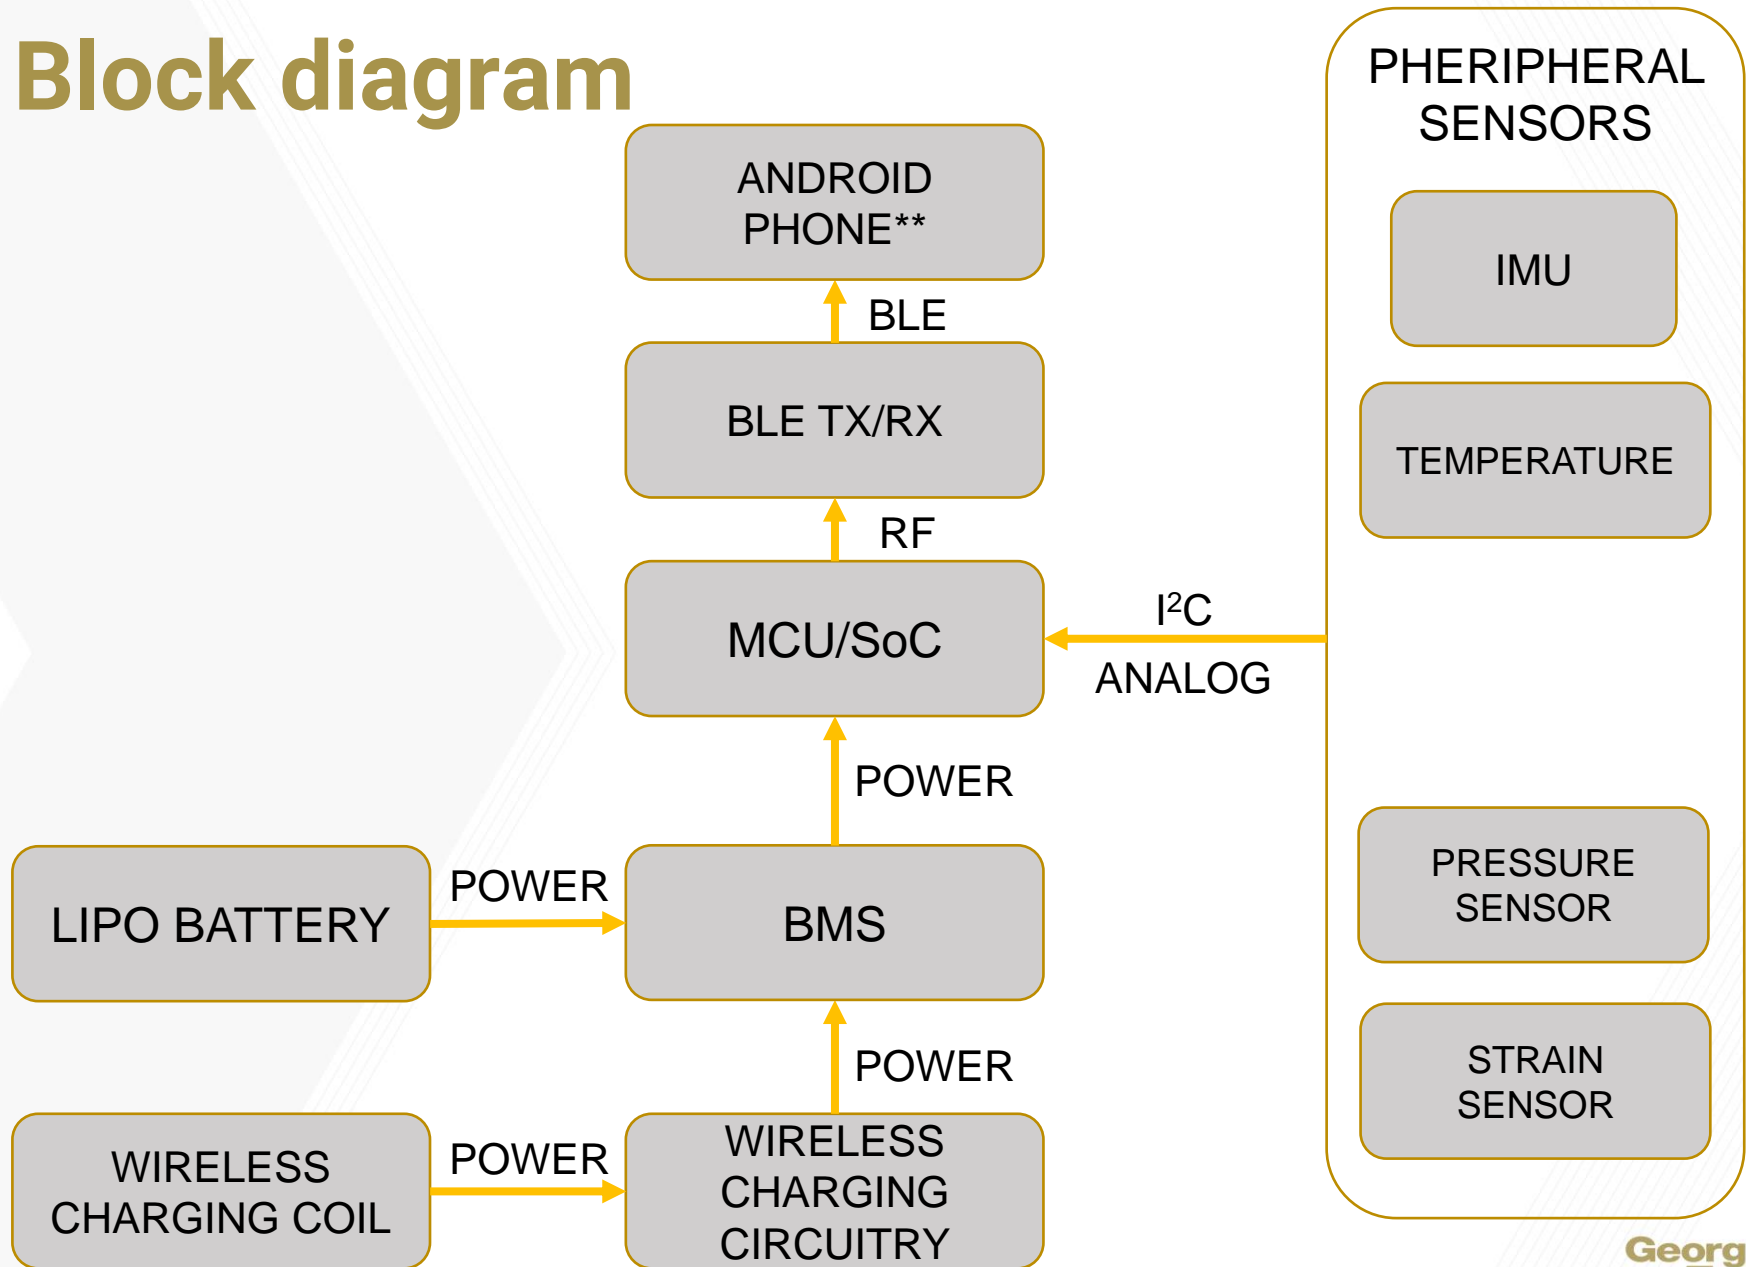 Block diagram
PHERIPHERAL
SENSORS
ANDROID
PHONE**
IMU
BLE
BLE TX/RX
TEMPERATURE
RF
MCU/SoC
I²C
ANALOG
POWER
PRESSURE
SENSOR
LIPO BATTERY
POWER
BMS
STRAIN
SENSOR
POWER
WIRELESS
CHARGING COIL
POWER
WIRELESS
CHARGING
CIRCUITRY
Georg